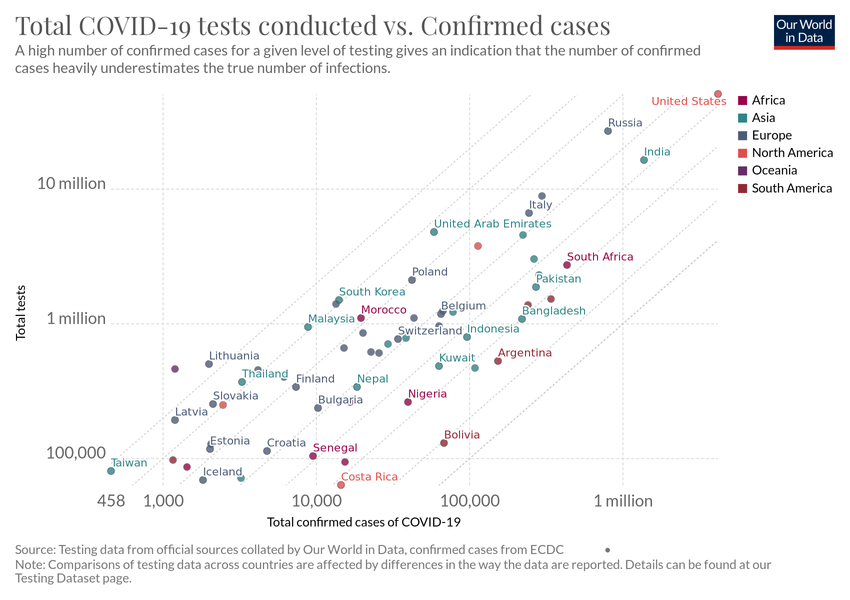 Total COVID-19 tests conducted vs. Confirmed cases
Our World
in Data
A high number of confirmed cases for a given level of testing gives an indication that the number of confirmed
cases heavily underestimates the true number of infections.
United States
Africa
Asia
Europe
North America
Oceania
South America
Russia
India
10 million
Italy
United Arab Emirates
South Africa
Poland
Pakistan
South Korea
Morocco
Belgium
Bangladesh
1 million
Malaysia
Switzerland
Indonesia
Lithuania
Argentina
Kuwait
Thailand
Finland
Nepal
Slovakia
Bulgaria
Nigeria
Latvia
Estonia
Croatia
Senegal
Bolivia
100,000
Taiwan
Iceland
Costa Rica
Total tests
458
1,000
10,000
100,000
1 million
Total confirmed cases of COVID-19
Source: Testing data from official sources collated by Our World in Data, confirmed cases from ECDC
Note: Comparisons of testing data across countries are affected by differences in the way the data are reported. Details can be found at our
Testing Dataset page.